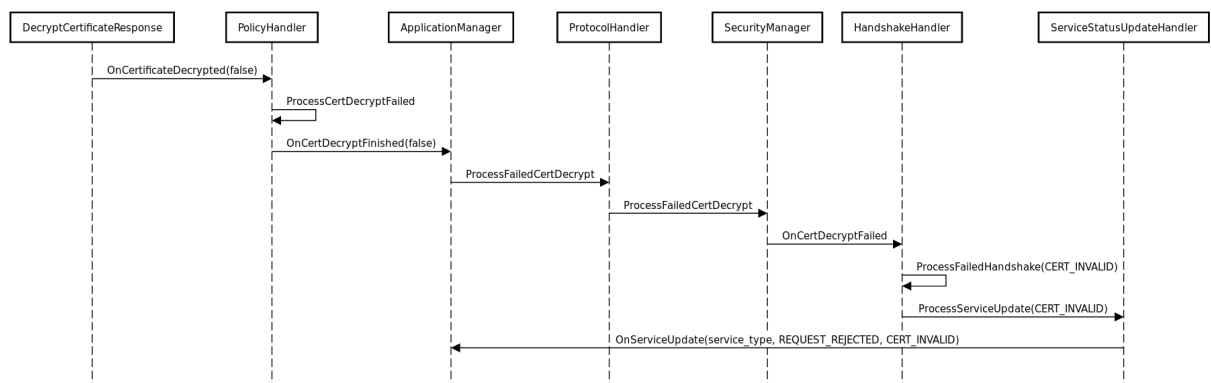 DecryptCertificateResponse
PolicyHandler
ApplicationManager
ProtocolHandler
SecurityManager
HandshakeHandler
ServiceStatusUpdateHandler
OnCertificateDecrypted(false)
ProcessCertDecryptFailed
OnCertDecryptFinished(false)
ProcessFailedCertDecrypt
ProcessFailedCertDecrypt
OnCertDecryptFailed
ProcessFailedHandshake(CERT_INVALID)
ProcessServiceUpdate(CERT_INVALID)
OnServiceUpdate(service_type, REQUEST_REJECTED, CERT_INVALID)